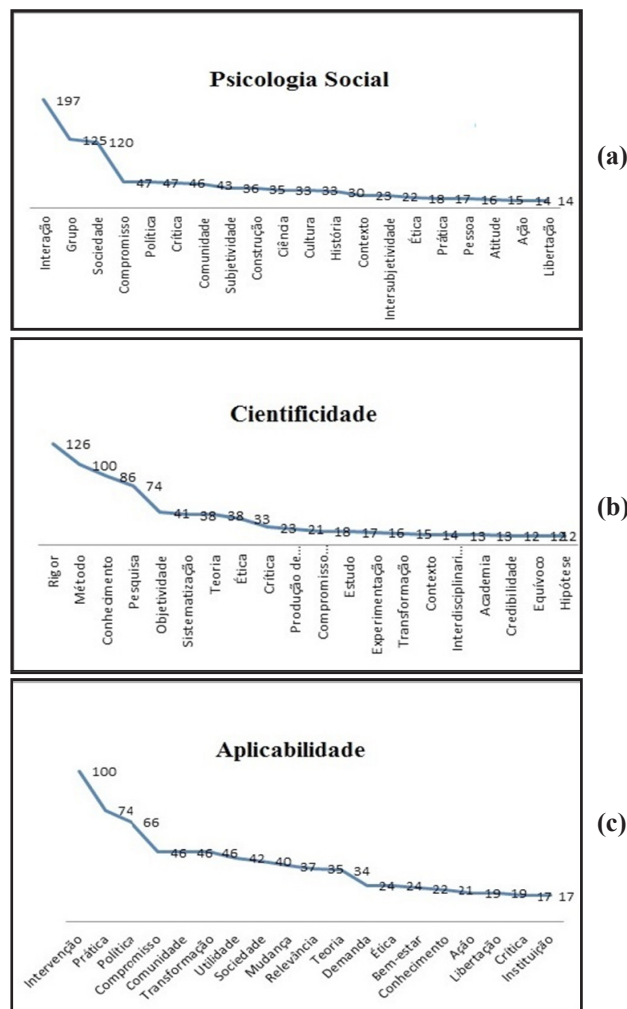 Psicologia Social
197
125
120
47
47
46
43
36
35
33
33
30
23
22
18
17
16
15
14
14
Interação
Grupo
Sociedade
Compromisso
Política
Crítica
Comunidade
Subjetividade
Construção
Ciência
Cultura
História
Contexto
Intersubjetividade
Ética
Prática
Pessoa
Atitude
Ação
Libertação
(a)
Cientificidade
126
100
86
74
41
38
38
33
23
21
18
17
16
15
14
13
13
12
12
12
Rigor
Método
Conhecimento
Pesquisa
Objetividade
Sistematização
Teoria
Ética
Crítica
Produção de...
Compromisso...
Estudo
Experimentação
Transformação
Contexto
Interdisciplinari...
Academia
Credibilidade
Equívoco
Hipótese
(b)
Aplicabilidade
100
74
66
46
46
46
42
40
37
35
34
24
24
22
21
19
19
17
17
Intervenção
Prática
Política
Compromisso
Comunidade
Transformação
Utilidade
Sociedade
Mudança
Relevância
Teoria
Demanda
Ética
Bem-estar
Conhecimento
Ação
Libertação
Crítica
Instituição
(c)